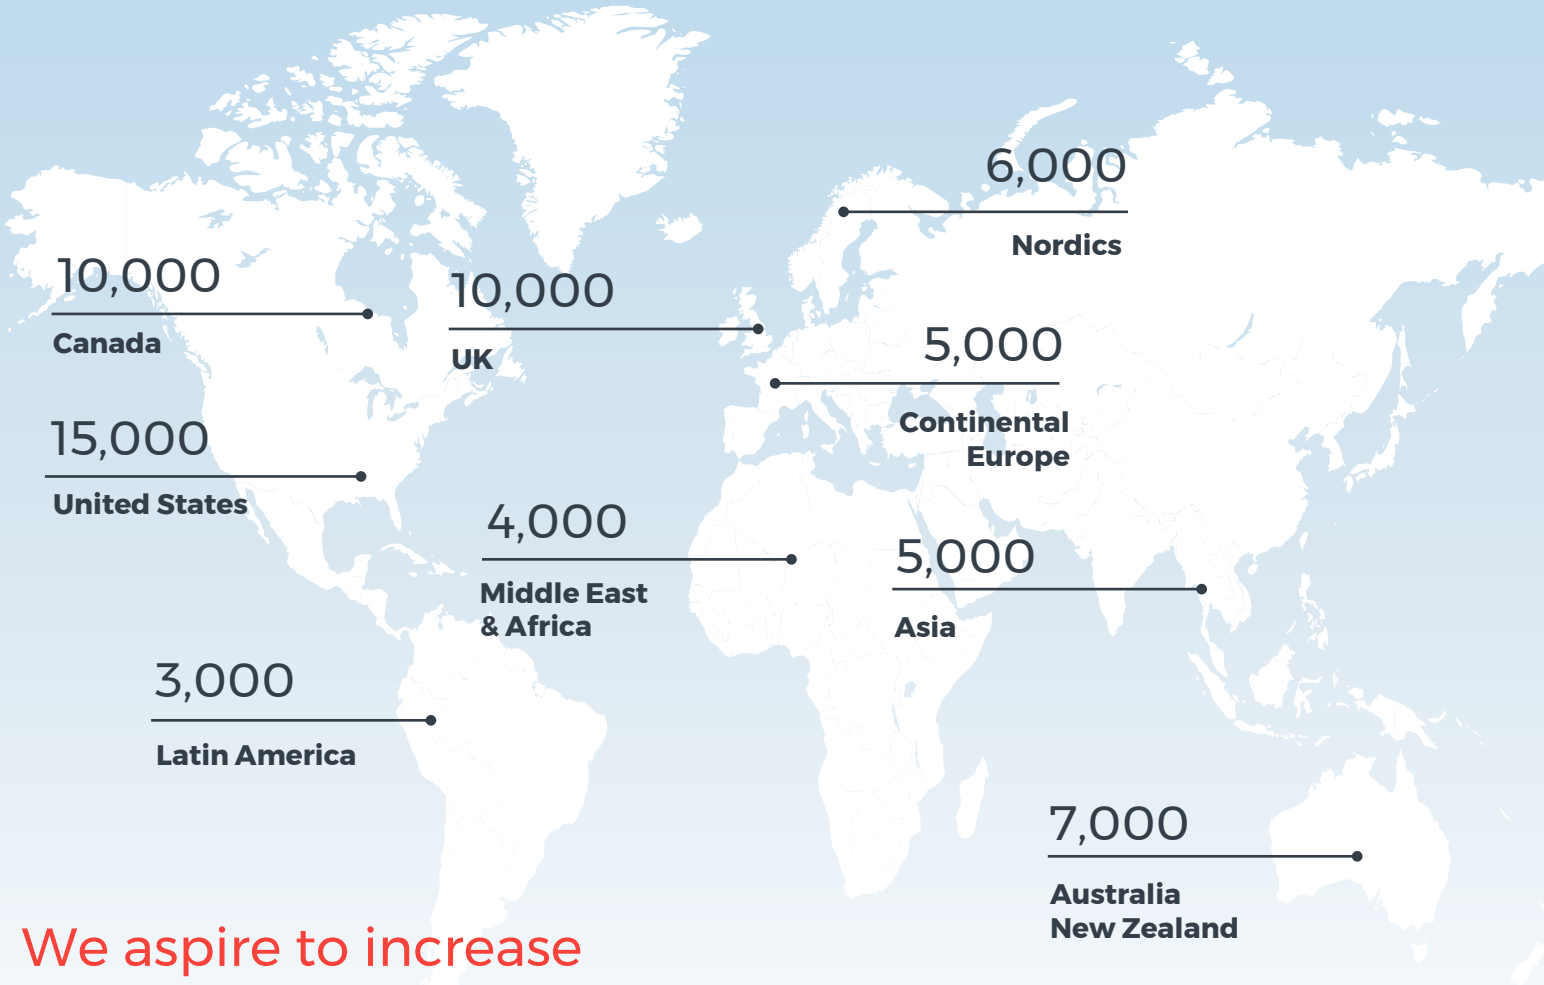 6,000
Nordics
10,000
Canada
10,000
UK
5,000
Continental
Europe
15,000
United States
4,000
Middle East
& Africa
5,000
Asia
3,000
Latin America
7,000
Australia
New Zealand
We aspire to increase